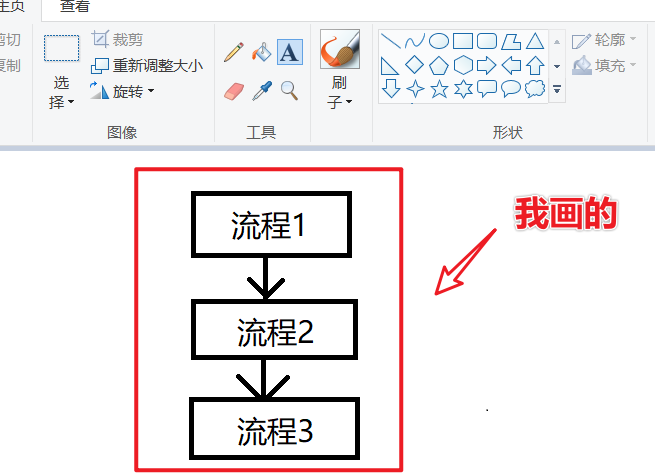 主页 查看
剪切
复制
选择
裁剪
重新调整大小
旋转
图像
A
工具
刷子
形状
轮廓
填充
我画的
流程1
流程2
流程3